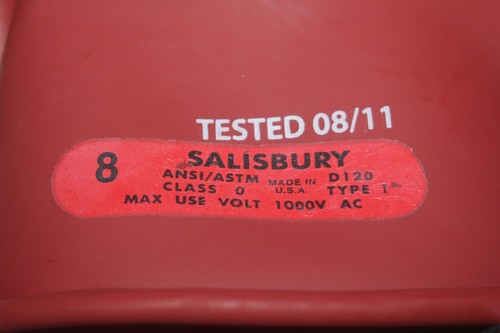 TESTED 08/11
8 SALISBURY
ANSI/ASTM MADE IN D120
CLASS 0 U.S.A. TYPE I
MAX USE VOLT 1000V AC